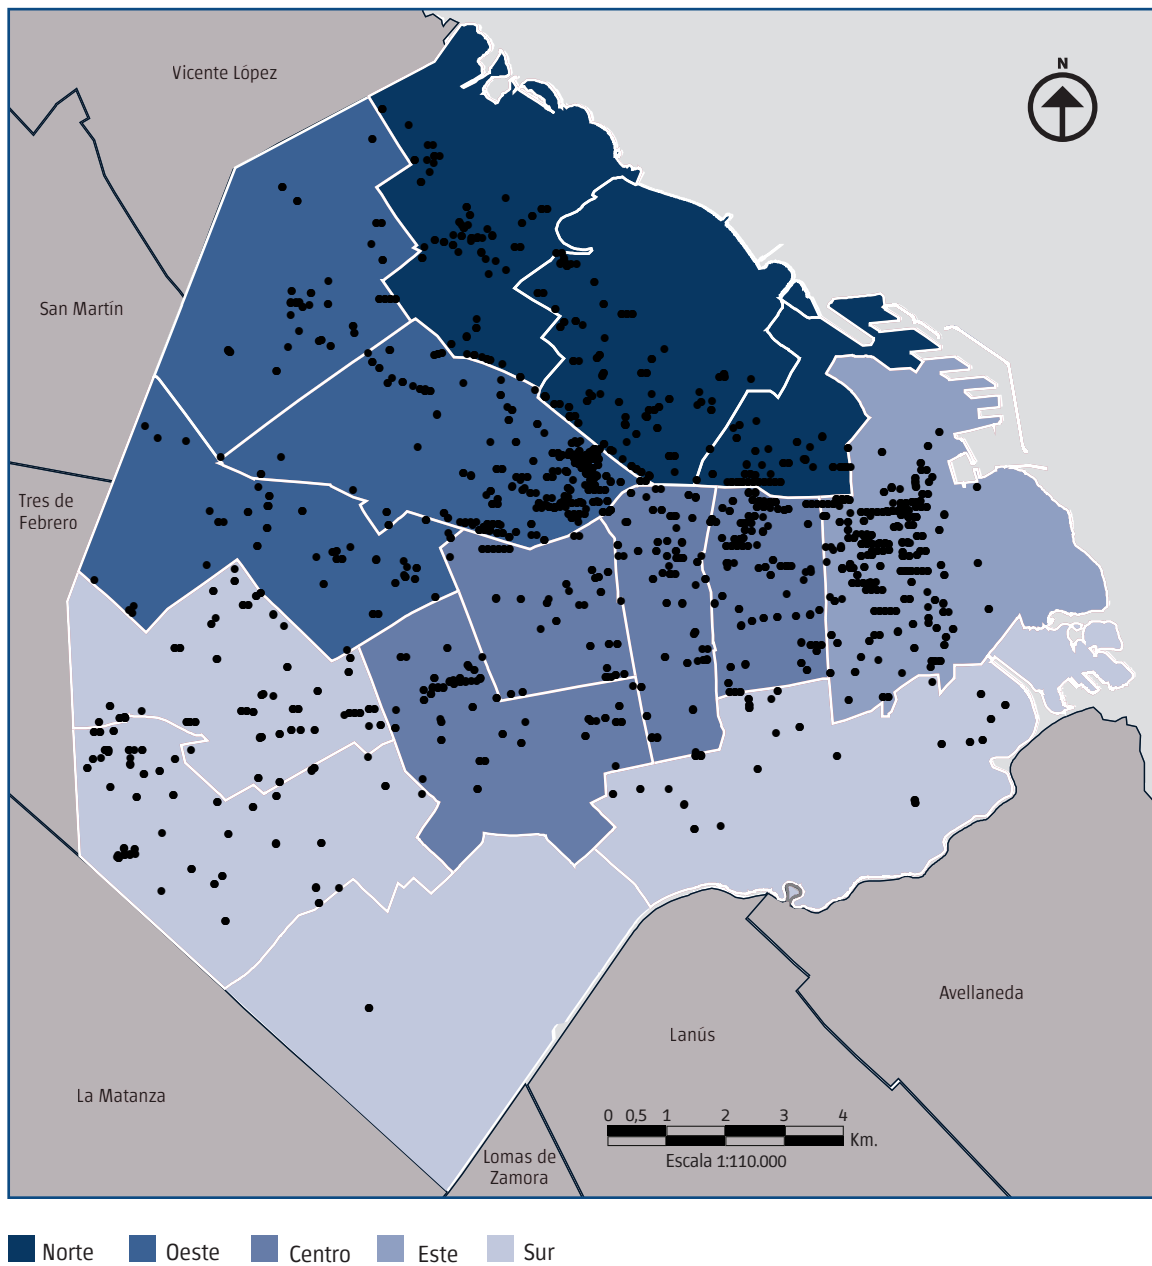 Vicente López
N
San Martín
Tres de
Febrero
Avellaneda
Lanús
La Matanza
0 0,5 1 2 3 4
Km.
Lomas de
Zamora
Escala 1:110.000
Norte Oeste Centro Este Sur